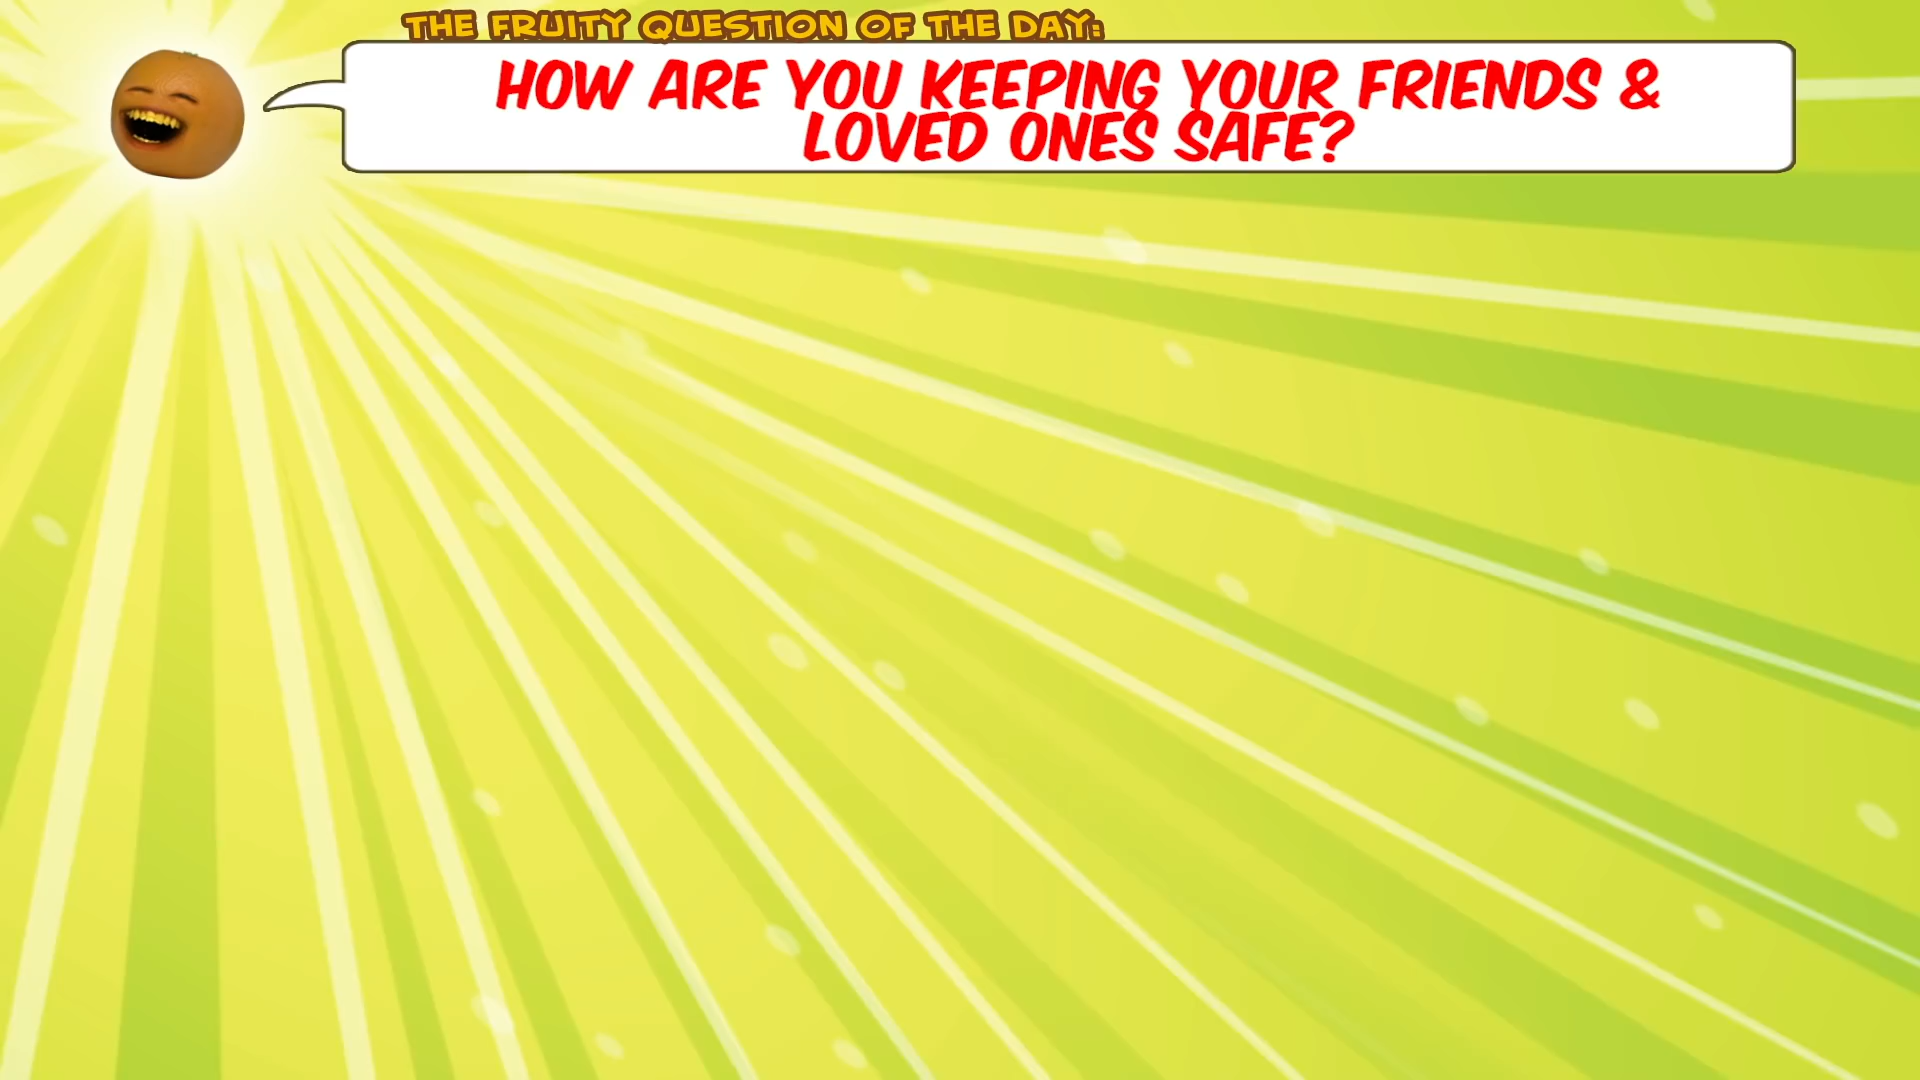 THE FRUITY QUESTION OF THE DAY:
HOW ARE YOU KEEPING YOUR FRIENDS &
LOVED ONES SAFE?